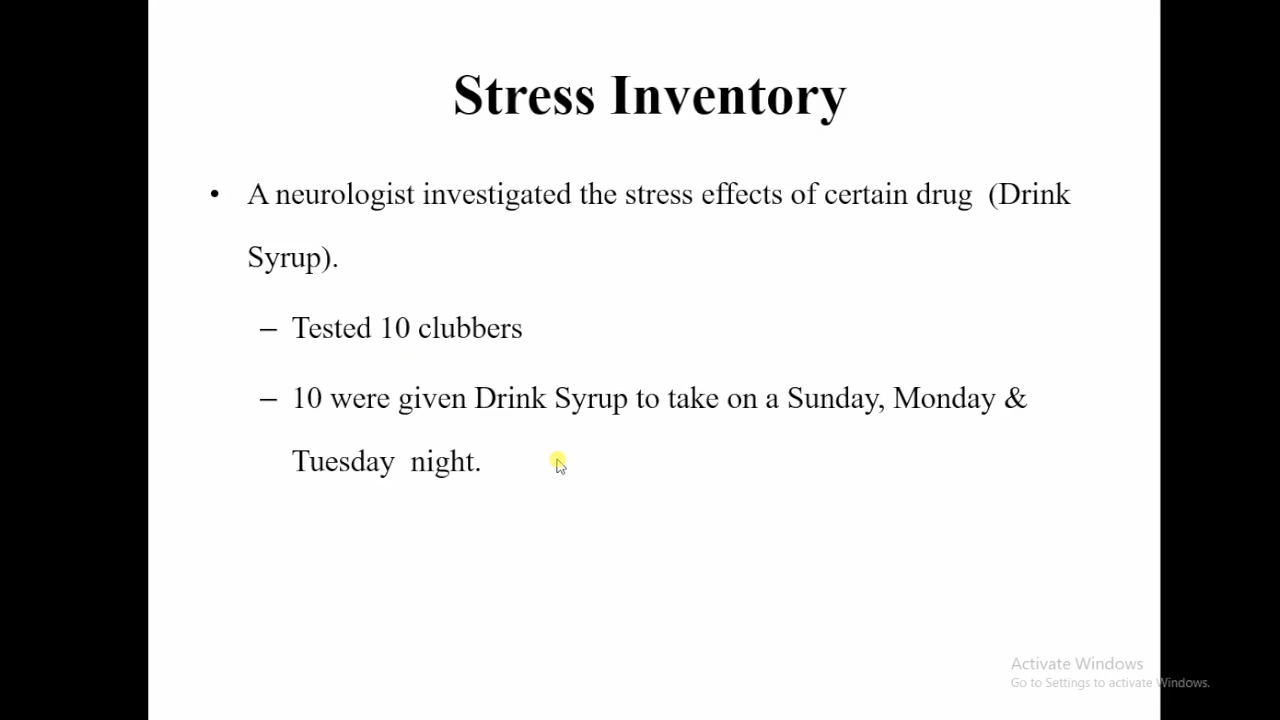 Stress Inventory
• A neurologist investigated the stress effects of certain drug (Drink
Syrup).
– Tested 10 clubbers
– 10 were given Drink Syrup to take on a Sunday, Monday &
Tuesday night.
Activate Windows
Go to Settings to activate Windows.